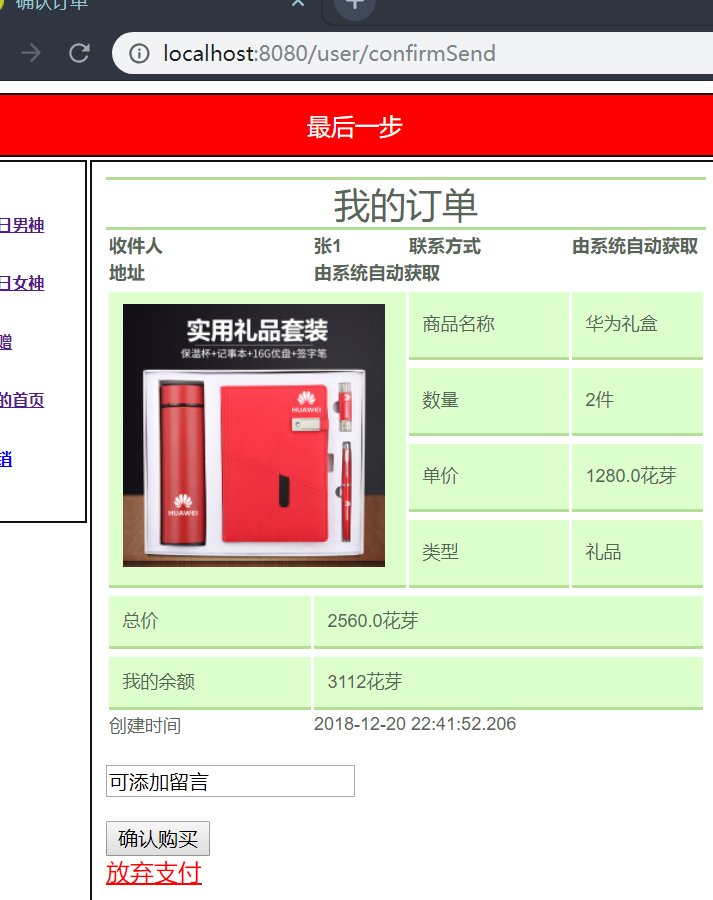 确认订单
localhost:8080/user/confirmSend
最后一步
日男神
日女神
赠
的首页
销
我的订单
收件人 张1 联系方式 由系统自动获取
地址 由系统自动获取
实用礼品套装
保温杯+记事本+16G优盘+签字笔
HUAWEI
HUAWEI
商品名称 华为礼盒
数量 2件
单价 1280.0花芽
类型 礼品
总价 2560.0花芽
我的余额 3112花芽
创建时间 2018-12-20 22:41:52.206
可添加留言
确认购买
放弃支付